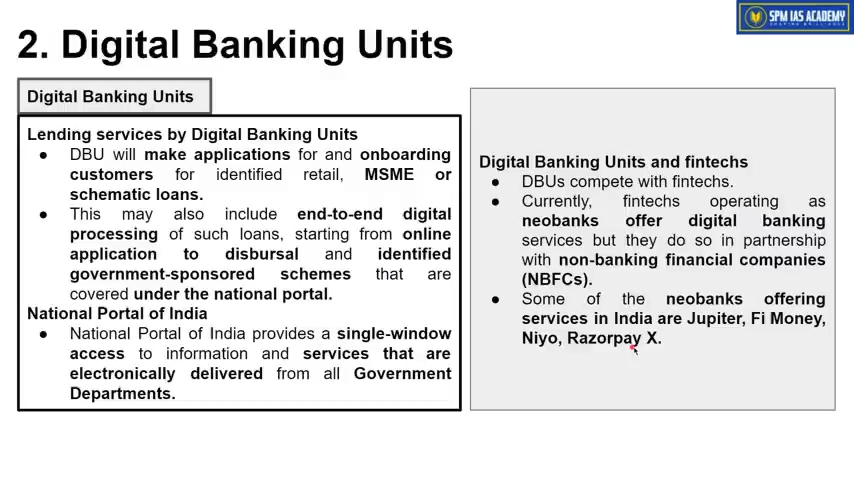 SPM IAS ACADEMY
2. Digital Banking Units
Digital Banking Units
Lending services by Digital Banking Units
● DBU will make applications for and onboarding
customers for identified retail, MSME or
schematic loans.
● This may also include end-to-end digital
processing of such loans, starting from online
application to disbursal and identified
government-sponsored schemes that are
covered under the national portal.
National Portal of India
● National Portal of India provides a single-window
access to information and services that are
electronically delivered from all Government
Departments.
Digital Banking Units and fintechs
● DBUs compete with fintechs.
● Currently, fintechs operating as
neobanks offer digital banking
services but they do so in partnership
with non-banking financial companies
(NBFCs).
● Some of the neobanks offering
services in India are Jupiter, Fi Money,
Niyo, Razorpay X.